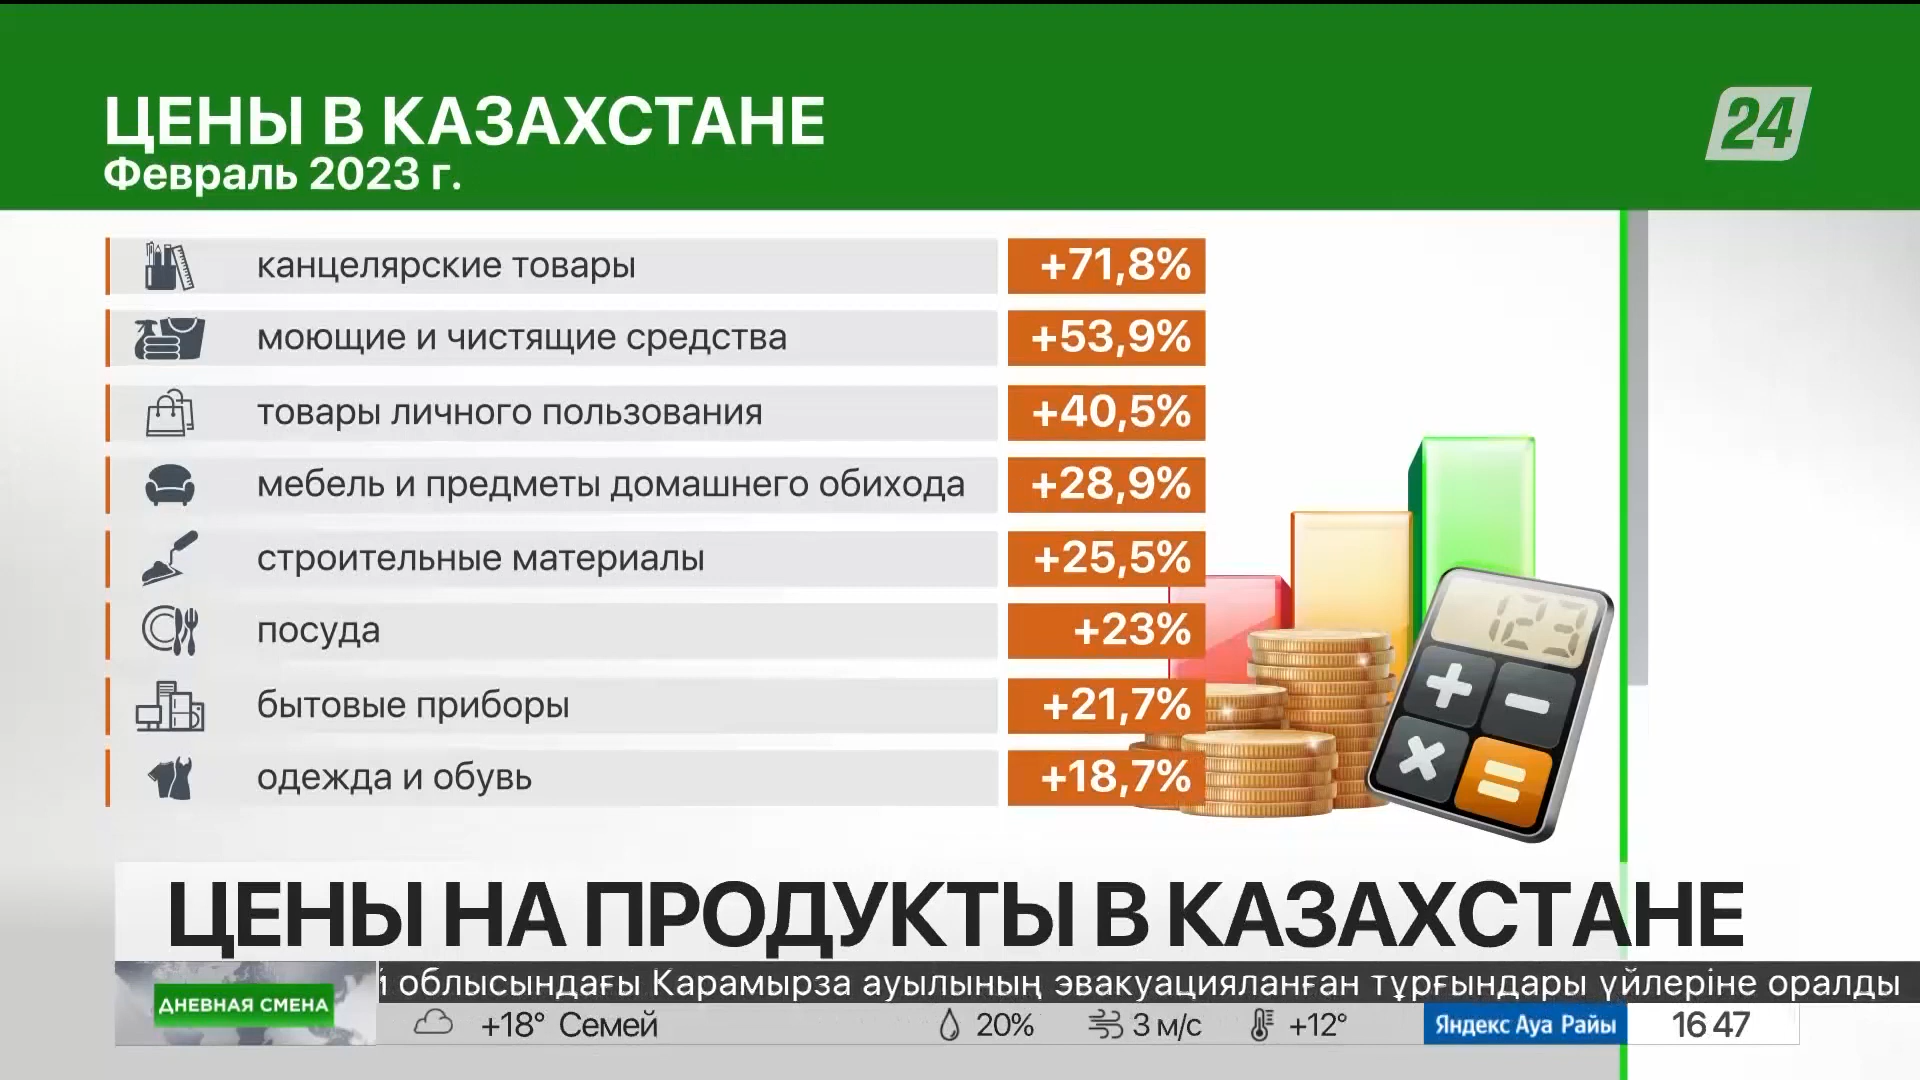 ЦЕНЫ В КАЗАХСТАНЕ
Февраль 2023 г.
24
канцелярские товары +71,8%
моющие и чистящие средства +53,9%
товары личного пользования +40,5%
мебель и предметы домашнего обихода +28,9%
строительные материалы +25,5%
посуда +23%
бытовые приборы +21,7%
одежда и обувь +18,7%
123
ЦЕНЫ НА ПРОДУКТЫ В КАЗАХСТАНЕ
ДНЕВНАЯ СМЕНА
й облысындағы Карамырза ауылының эвакуацияланған тұрғындары үйлеріне оралды
+18° Семей 20% 3 м/с +12° Яндекс Ауа Райы 16 47